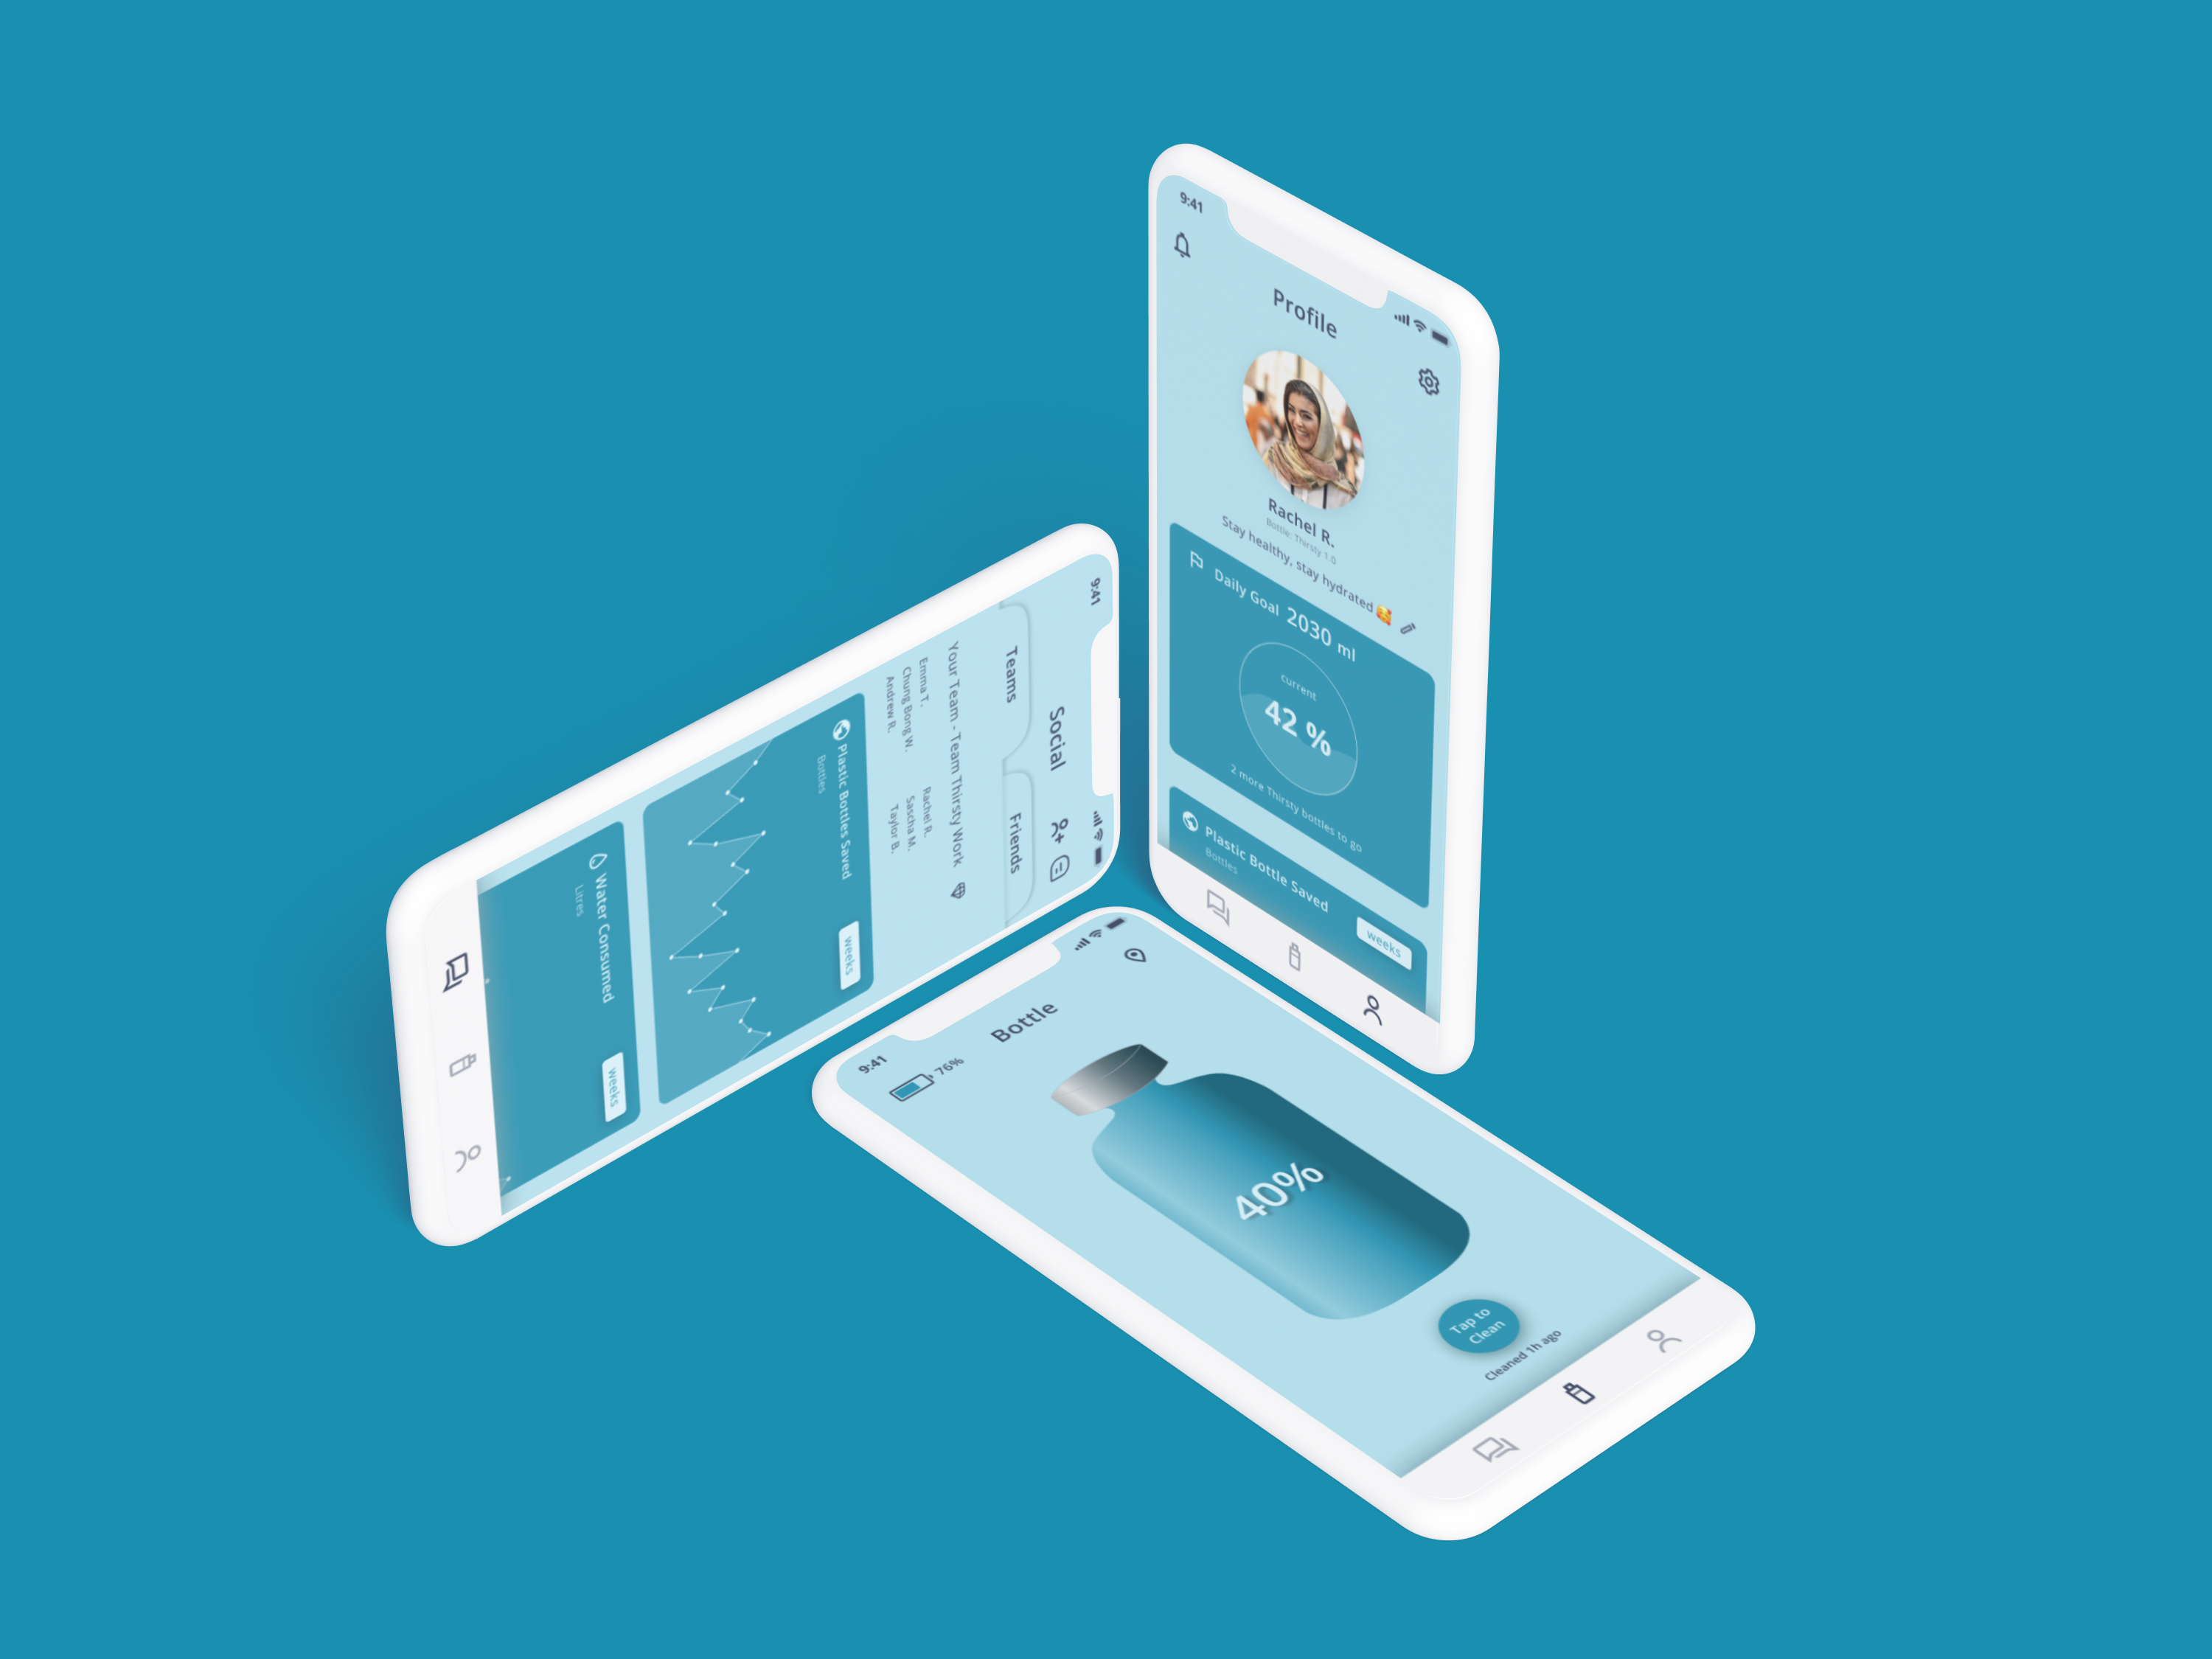 9:41
Profile
Rachel R.
Bottle: Thirsty 1.0
Stay healthy, stay hydrated 🥰
Daily Goal 2030 ml
current
42 %
2 more Thirsty bottles to go
Plastic Bottle Saved
Bottles
weeks
9:41
Social
Teams
Friends
Your Team - Team Thirsty Work
Emma T.
Rachel R.
Chung Bong W.
Sascha M.
Andrew R.
Taylor B.
Plastic Bottles Saved
Bottles
weeks
Water Consumed
Litres
weeks
9:41
76%
Bottle
40%
Tap to
Clean
Cleaned 1h ago